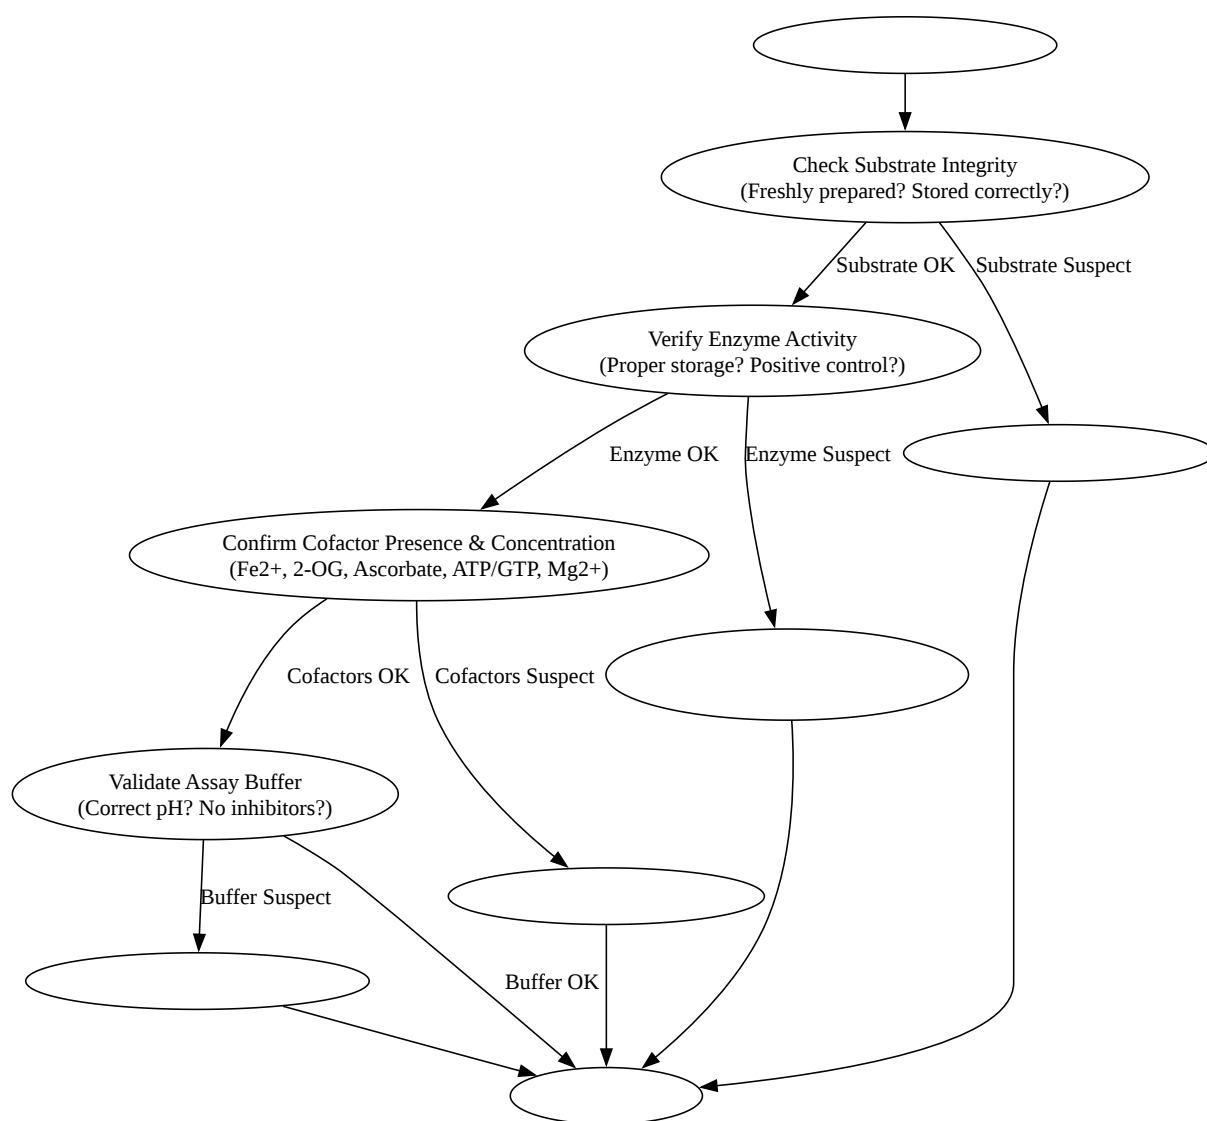 Check Substrate Integrity
(Freshly prepared? Stored correctly?)
Substrate OK
Substrate Suspect
Verify Enzyme Activity
(Proper storage? Positive control?)
Enzyme OK
Enzyme Suspect
Confirm Cofactor Presence & Concentration
(Fe2+, 2-OG, Ascorbate, ATP/GTP, Mg2+)
Cofactors OK
Cofactors Suspect
Validate Assay Buffer
(Correct pH? No inhibitors?)
Buffer Suspect
Buffer OK